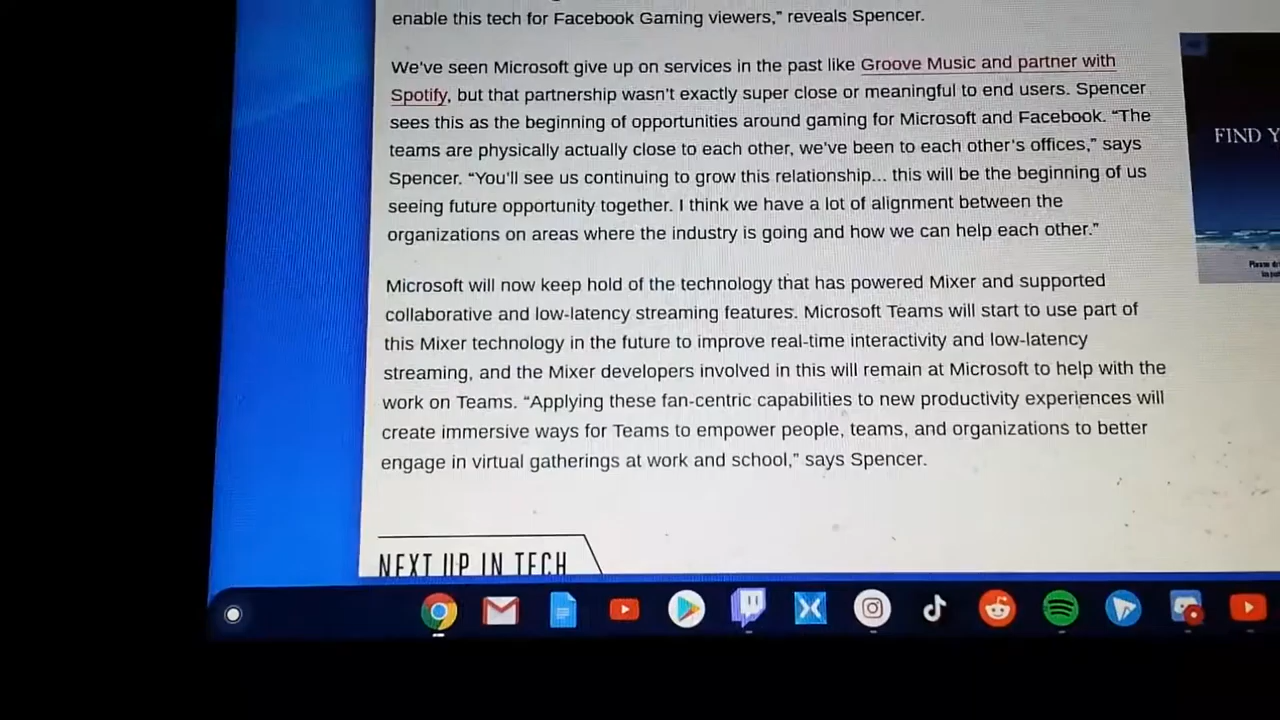 enable this tech for Facebook Gaming viewers,” reveals Spencer.
We've seen Microsoft give up on services in the past like Groove Music and partner with
Spotify, but that partnership wasn't exactly super close or meaningful to end users. Spencer
sees this as the beginning of opportunities around gaming for Microsoft and Facebook. “The
teams are physically actually close to each other, we've been to each other's offices,” says
Spencer. “You'll see us continuing to grow this relationship... this will be the beginning of us
seeing future opportunity together. I think we have a lot of alignment between the
organizations on areas where the industry is going and how we can help each other.”
FIND
Microsoft will now keep hold of the technology that has powered Mixer and supported
collaborative and low-latency streaming features. Microsoft Teams will start to use part of
this Mixer technology in the future to improve real-time interactivity and low-latency
streaming, and the Mixer developers involved in this will remain at Microsoft to help with the
work on Teams. “Applying these fan-centric capabilities to new productivity experiences will
create immersive ways for Teams to empower people, teams, and organizations to better
engage in virtual gatherings at work and school,” says Spencer.
NEXT UP IN TECH